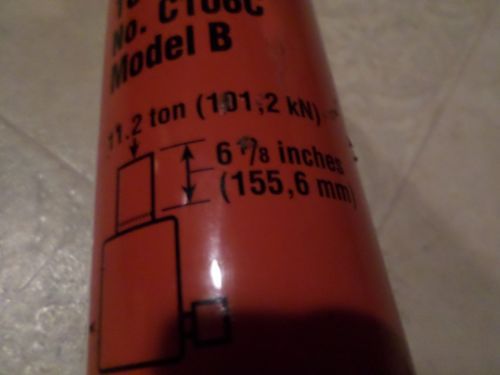 No. C106C
Model B
11.2 ton (101,2 kN)
6 1/8 inches
(155,6 mm)